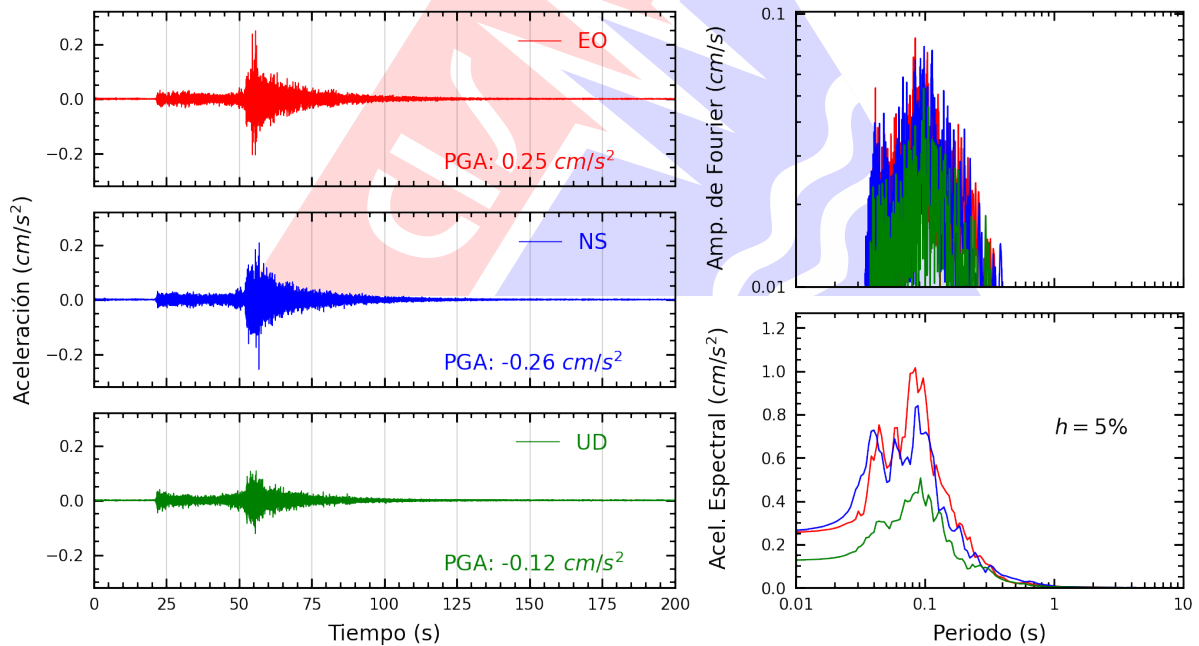 Aceleración (cm/s²)
0.2
0.0
−0.2
EO
PGA: 0.25 cm/s²
0.2
0.0
−0.2
NS
PGA: -0.26 cm/s²
0.2
0.0
−0.2
UD
PGA: -0.12 cm/s²
0 25 50 75 100 125 150 175 200
Tiempo (s)
Amp. de Fourier (cm/s)
0.1
0.01
Acel. Espectral (cm/s²)
1.2
1.0
0.8
0.6
0.4
0.2
0.0
h = 5%
0.01 0.1 1 10
Periodo (s)